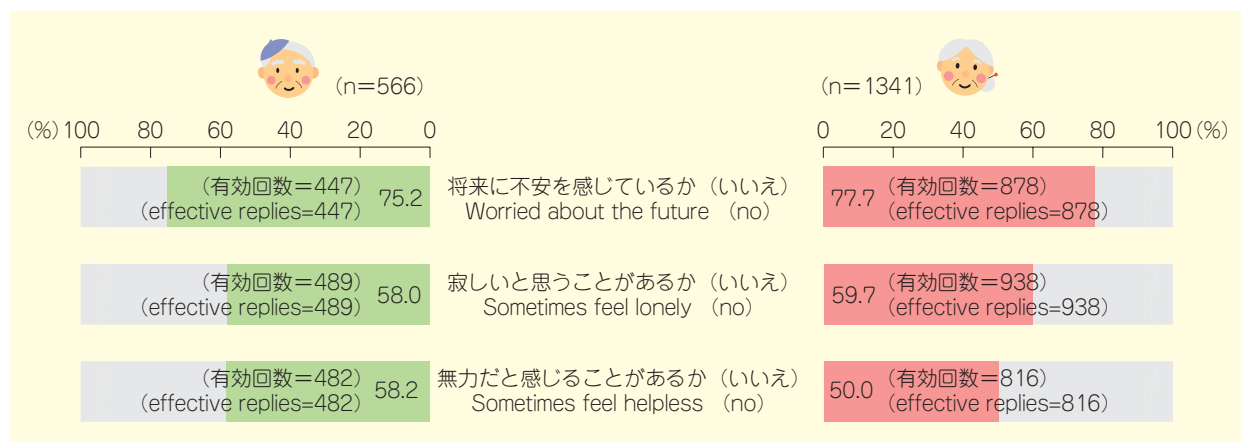 （n＝566）
（n＝1341）
（%）100 80 60 40 20 0
0 20 40 60 80 100（%）
（有効回数＝447）
（effective replies=447）
75.2
将来に不安を感じているか（いいえ）
Worried about the future （no）
77.7
（有効回数＝878）
（effective replies=878）
（有効回数＝489）
（effective replies=489）
58.0
寂しいと思うことがあるか（いいえ）
Sometimes feel lonely （no）
59.7
（有効回数＝938）
（effective replies=938）
（有効回数＝482）
（effective replies=482）
58.2
無力だと感じることがあるか（いいえ）
Sometimes feel helpless （no）
50.0
（有効回数＝816）
（effective replies=816）